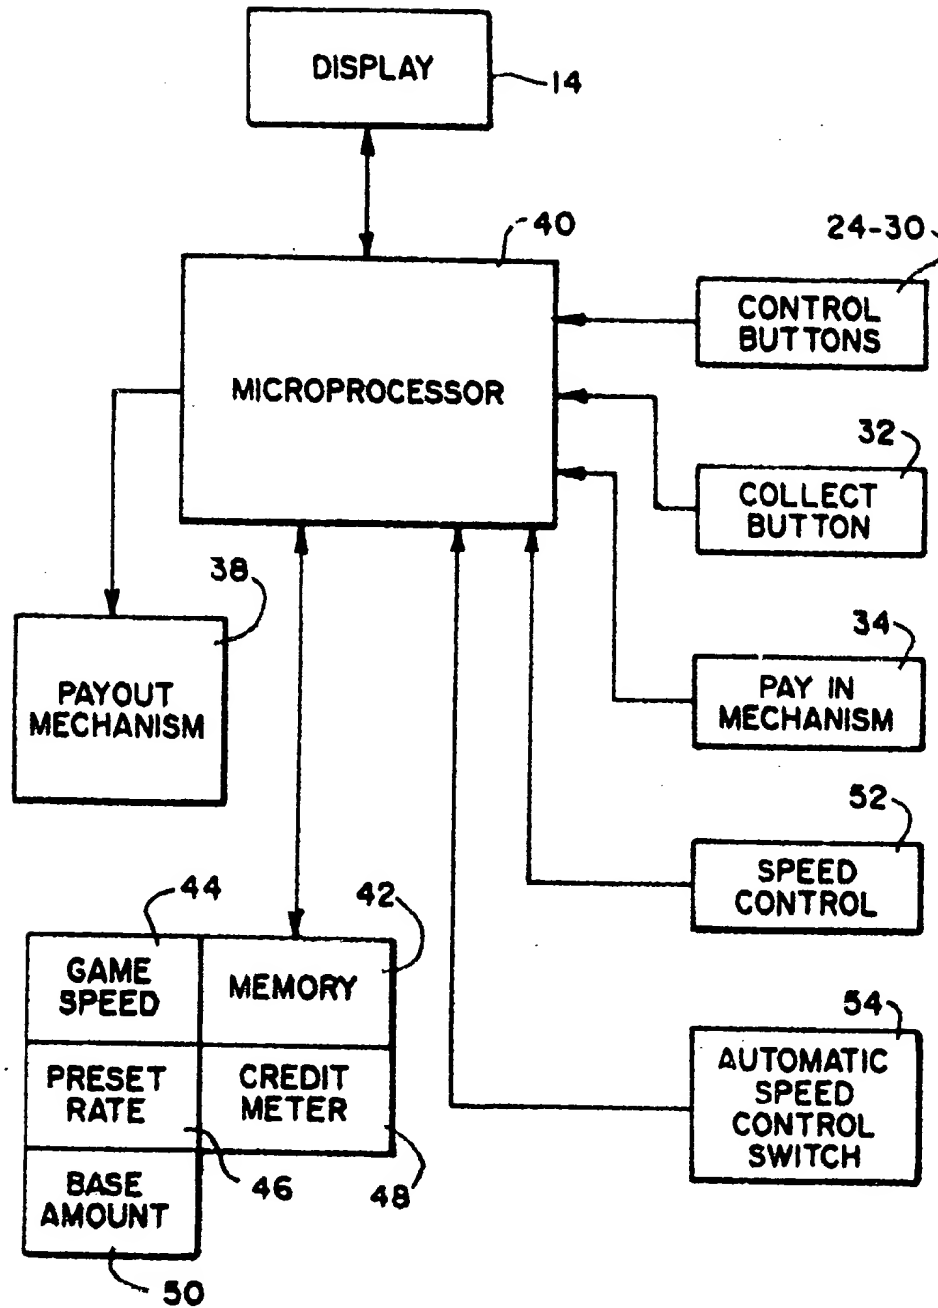 DISPLAY
14
40
24-30
MICROPROCESSOR
CONTROL
BUTTONS
32
COLLECT
BUTTON
38
PAYOUT
MECHANISM
34
PAY IN
MECHANISM
52
SPEED
CONTROL
44
42
GAME
SPEED
MEMORY
PRESET
RATE
CREDIT
METER
46
48
BASE
AMOUNT
50
54
AUTOMATIC
SPEED
CONTROL
SWITCH